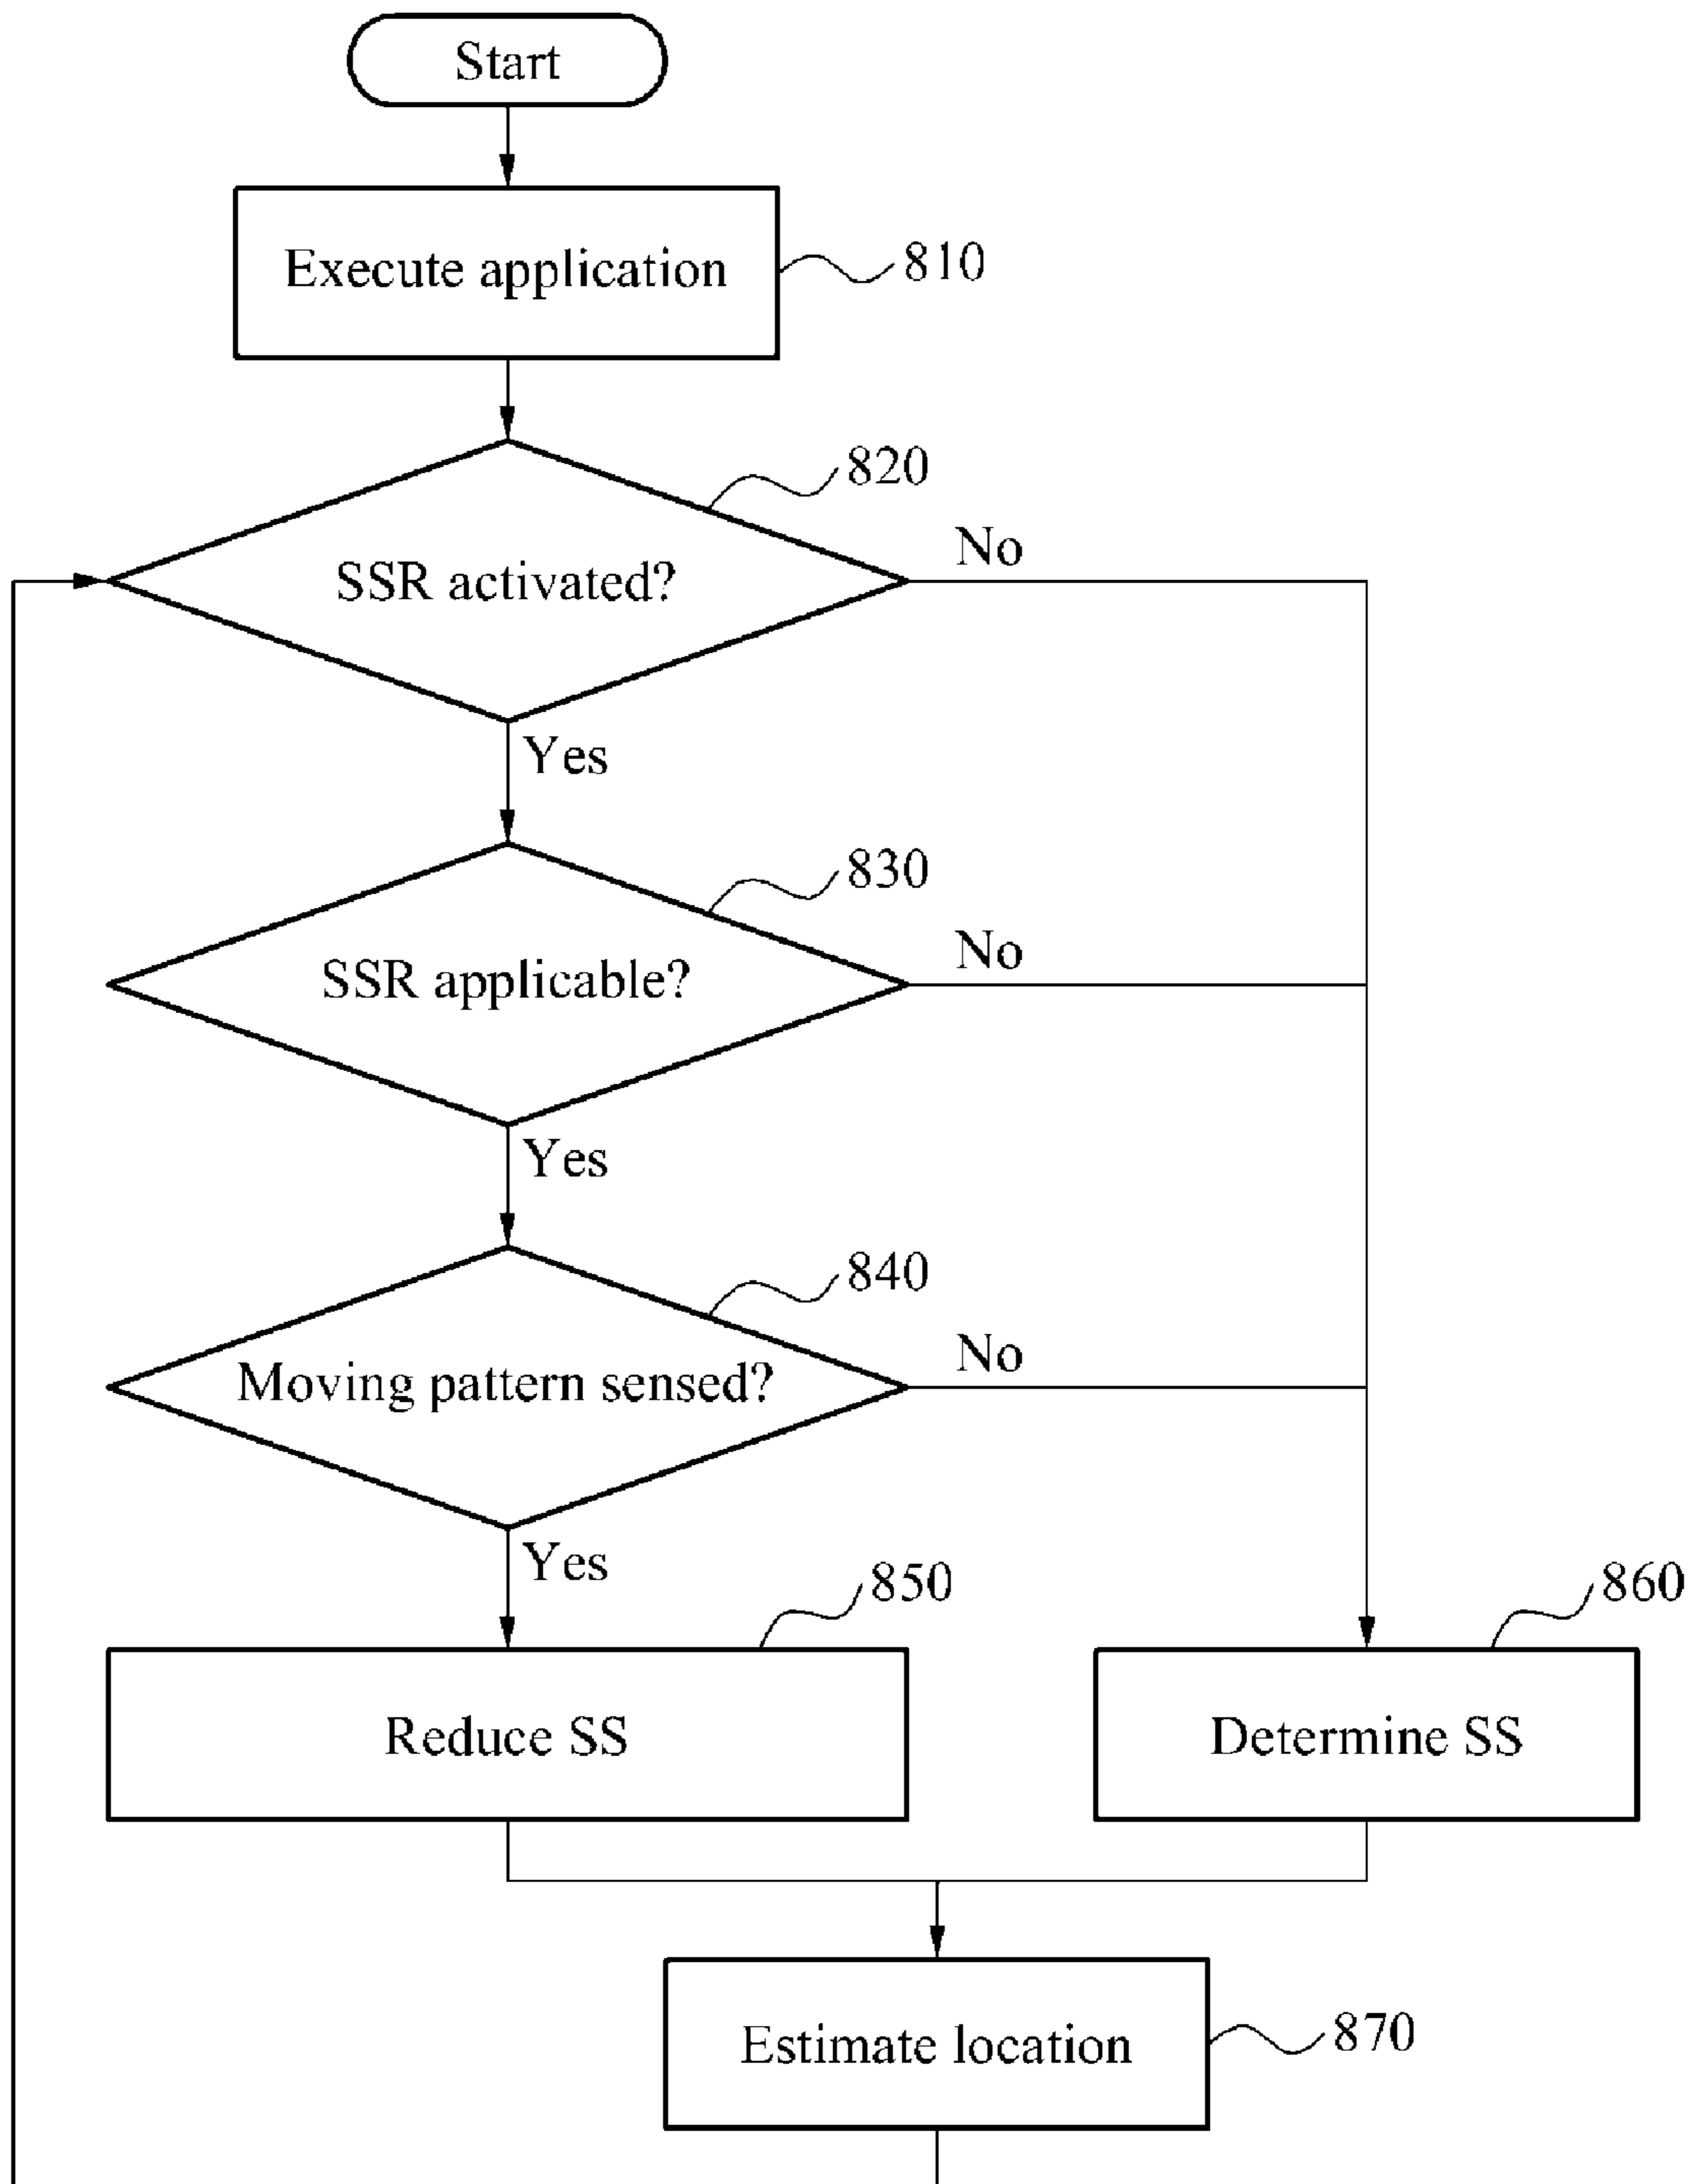 Start
Execute application
810
820
SSR activated?
No
Yes
830
SSR applicable?
No
Yes
840
Moving pattern sensed?
No
Yes
850
860
Reduce SS
Determine SS
Estimate location
870